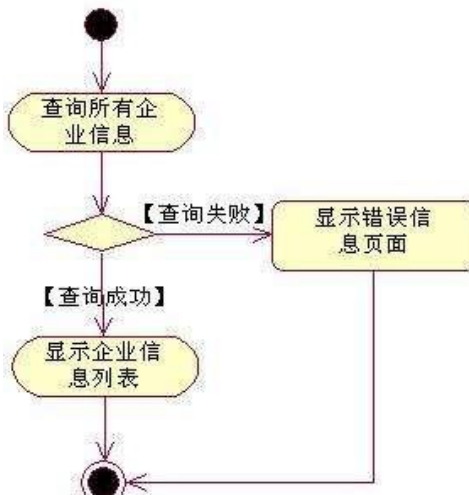 查询所有企
业信息
【查询失败】
显示错误信
息页面
【查询成功】
显示企业信
息列表